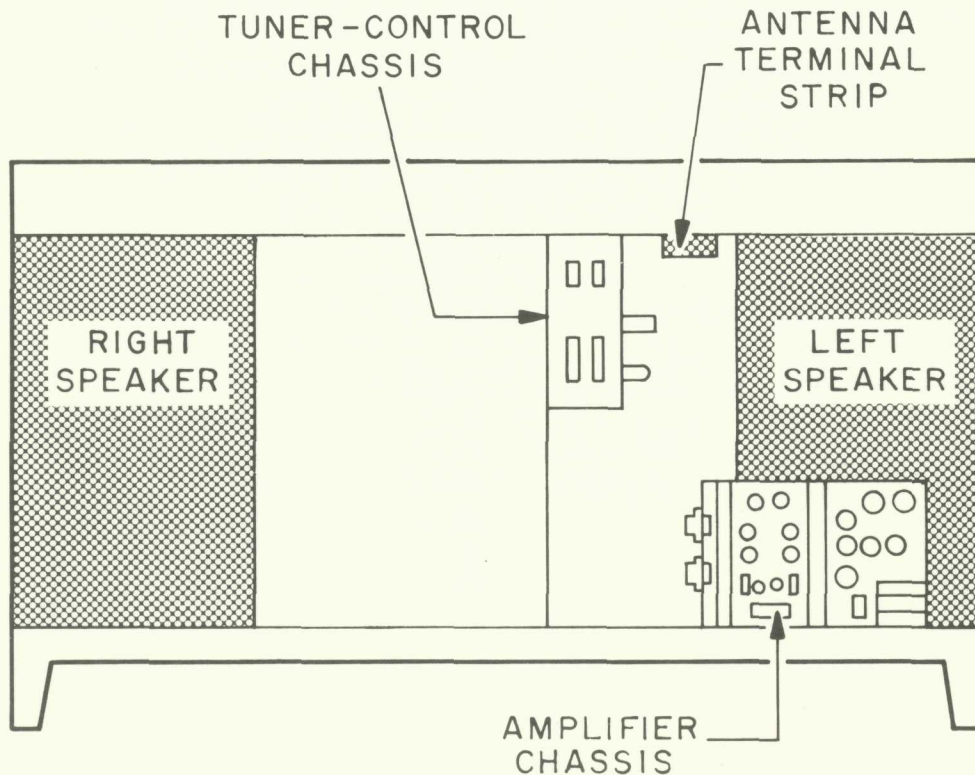 TUNER-CONTROL
CHASSIS
ANTENNA
TERMINAL
STRIP
RIGHT
SPEAKER
LEFT
SPEAKER
AMPLIFIER
CHASSIS